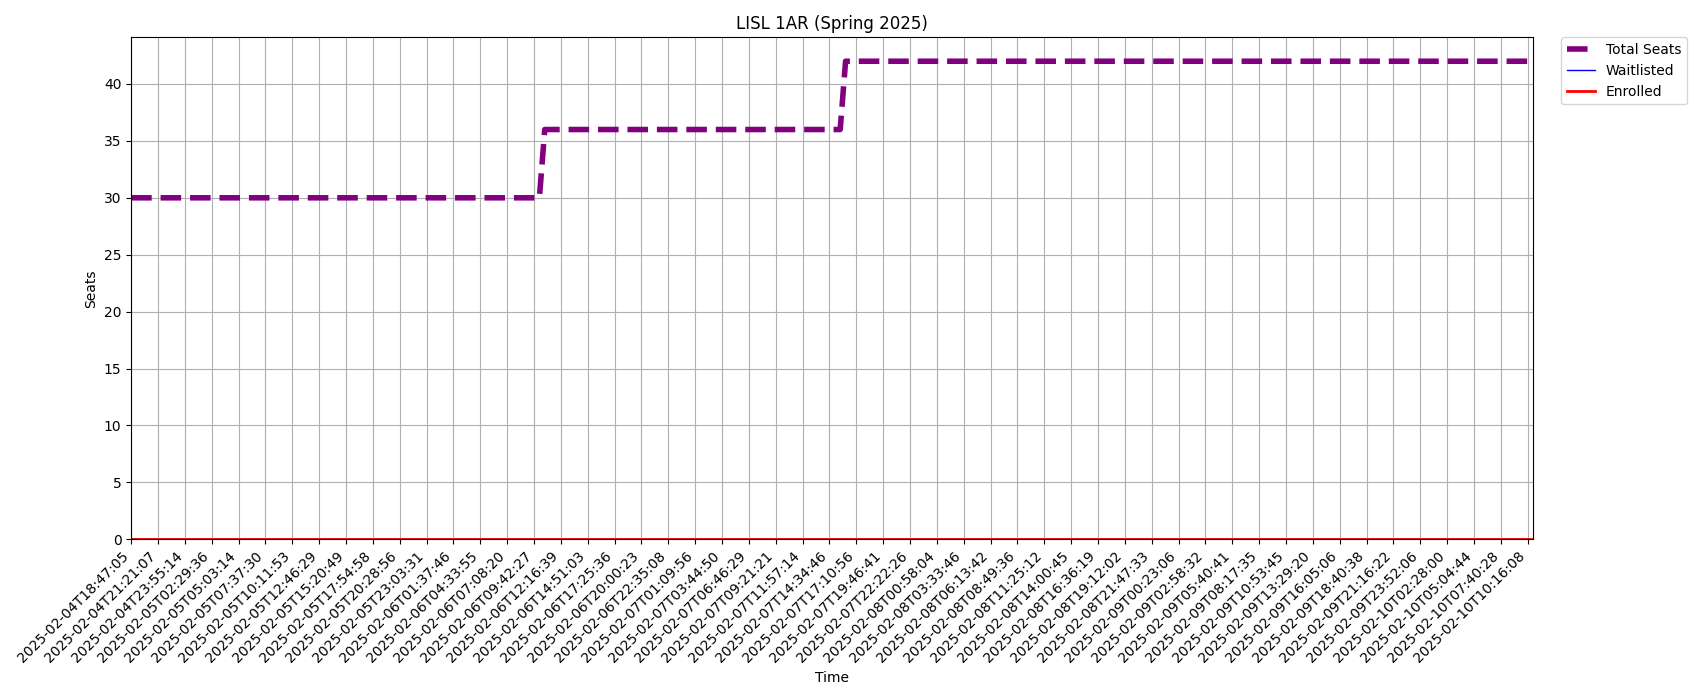 LISL 1AR (Spring 2025)
Total Seats
Waitlisted
Enrolled
Seats
40
35
30
25
20
15
10
5
0
2025-02-04T18:47:05
2025-02-04T21:21:07
2025-02-04T23:55:14
2025-02-05T02:29:36
2025-02-05T05:03:14
2025-02-05T07:37:30
2025-02-05T10:11:53
2025-02-05T12:46:29
2025-02-05T15:20:49
2025-02-05T17:54:58
2025-02-05T20:28:56
2025-02-05T23:03:31
2025-02-06T01:37:46
2025-02-06T04:33:55
2025-02-06T07:08:20
2025-02-06T09:42:27
2025-02-06T12:16:39
2025-02-06T14:51:03
2025-02-06T17:25:36
2025-02-06T20:00:23
2025-02-06T22:35:08
2025-02-07T01:09:56
2025-02-07T03:44:50
2025-02-07T06:46:29
2025-02-07T09:21:21
2025-02-07T11:57:14
2025-02-07T14:34:46
2025-02-07T17:10:56
2025-02-07T19:46:41
2025-02-07T22:22:26
2025-02-08T00:58:04
2025-02-08T03:33:46
2025-02-08T06:13:42
2025-02-08T08:49:36
2025-02-08T11:25:12
2025-02-08T14:00:45
2025-02-08T16:36:19
2025-02-08T19:12:02
2025-02-08T21:47:33
2025-02-09T00:23:06
2025-02-09T02:58:32
2025-02-09T05:40:41
2025-02-09T08:17:35
2025-02-09T10:53:45
2025-02-09T13:29:20
2025-02-09T16:05:06
2025-02-09T18:40:38
2025-02-09T21:16:22
2025-02-09T23:52:06
2025-02-10T02:28:00
2025-02-10T05:04:44
2025-02-10T07:40:28
2025-02-10T10:16:08
Time